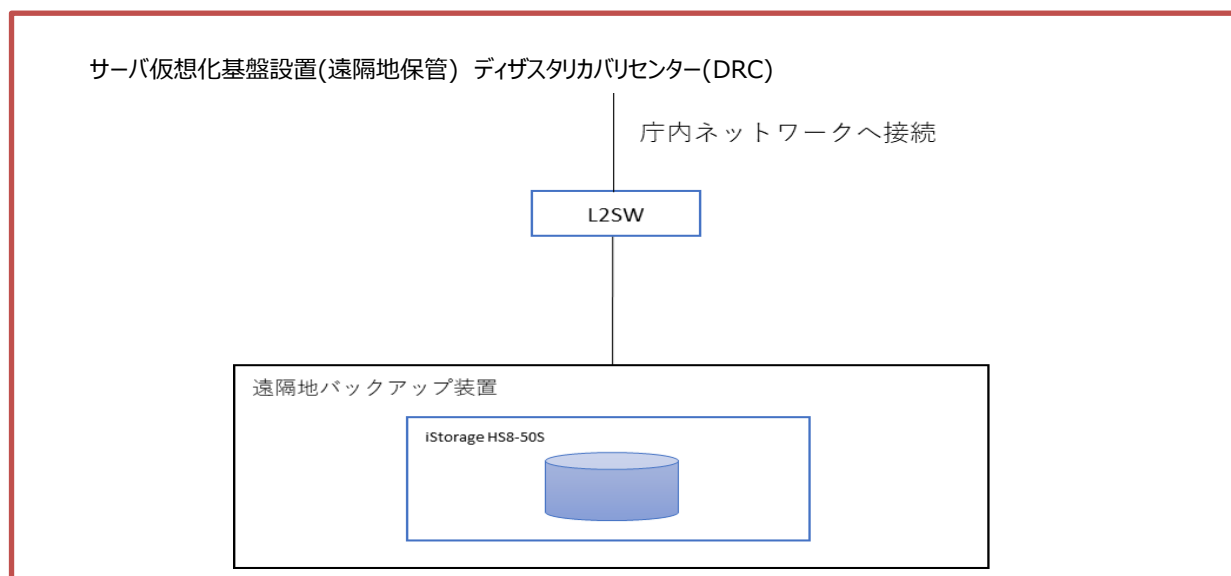 サーバ仮想化基盤設置(遠隔地保管) ディザスタリカバリセンター(DRC)
庁内ネットワークへ接続
L2SW
遠隔地バックアップ装置
iStorage HS8-50S